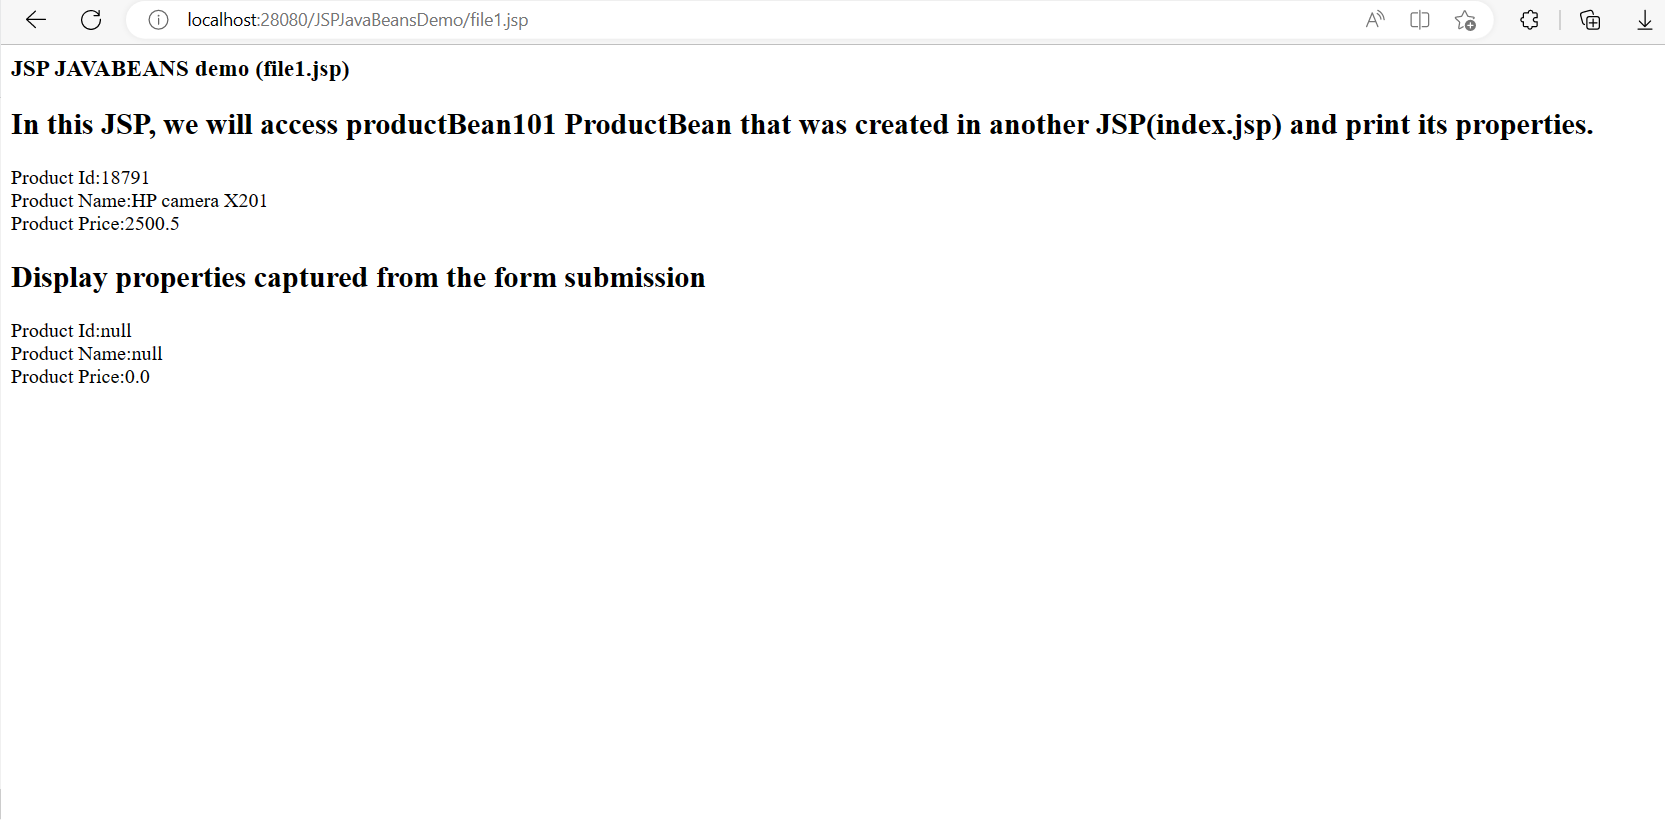 localhost:28080/JSPJavaBeansDemo/file1.jsp
JSP JAVABEANS demo (file1.jsp)
In this JSP, we will access productBean101 ProductBean that was created in another JSP(index.jsp) and print its properties.
Product Id:18791
Product Name:HP camera X201
Product Price:2500.5
Display properties captured from the form submission
Product Id:null
Product Name:null
Product Price:0.0